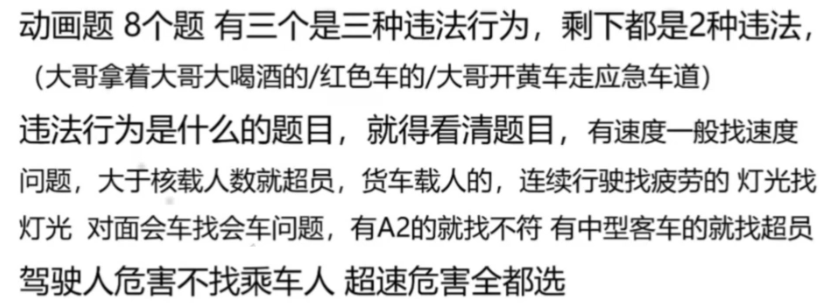 动画题 8个题 有三个是三种违法行为，剩下都是2种违法，
（大哥拿着大哥大喝酒的/红色车的/大哥开黄车走应急车道）
违法行为是什么的题目，就得看清题目，有速度一般找速度
问题，大于核载人数就超员，货车载人的，连续行驶找疲劳的 灯光找
灯光 对面会车找会车问题，有A2的就找不符 有中型客车的就找超员
驾驶人危害不找乘车人 超速危害全都选